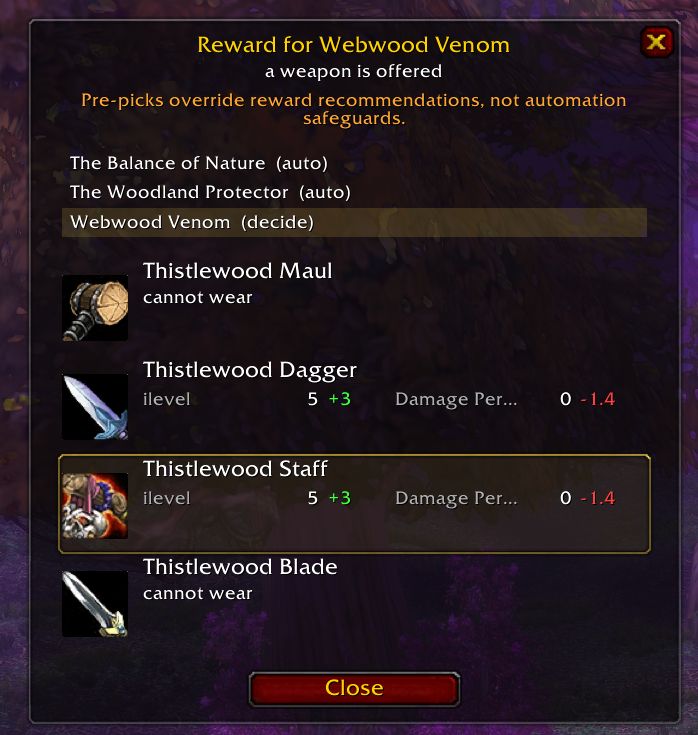 Reward for Webwood Venom
a weapon is offered
Pre-picks override reward recommendations, not automation
safeguards.
The Balance of Nature (auto)
The Woodland Protector (auto)
Webwood Venom (decide)
Thistlewood Maul
cannot wear
Thistlewood Dagger
ilevel 5 +3 Damage Per... 0 -1.4
Thistlewood Staff
ilevel 5 +3 Damage Per... 0 -1.4
Thistlewood Blade
cannot wear
Close